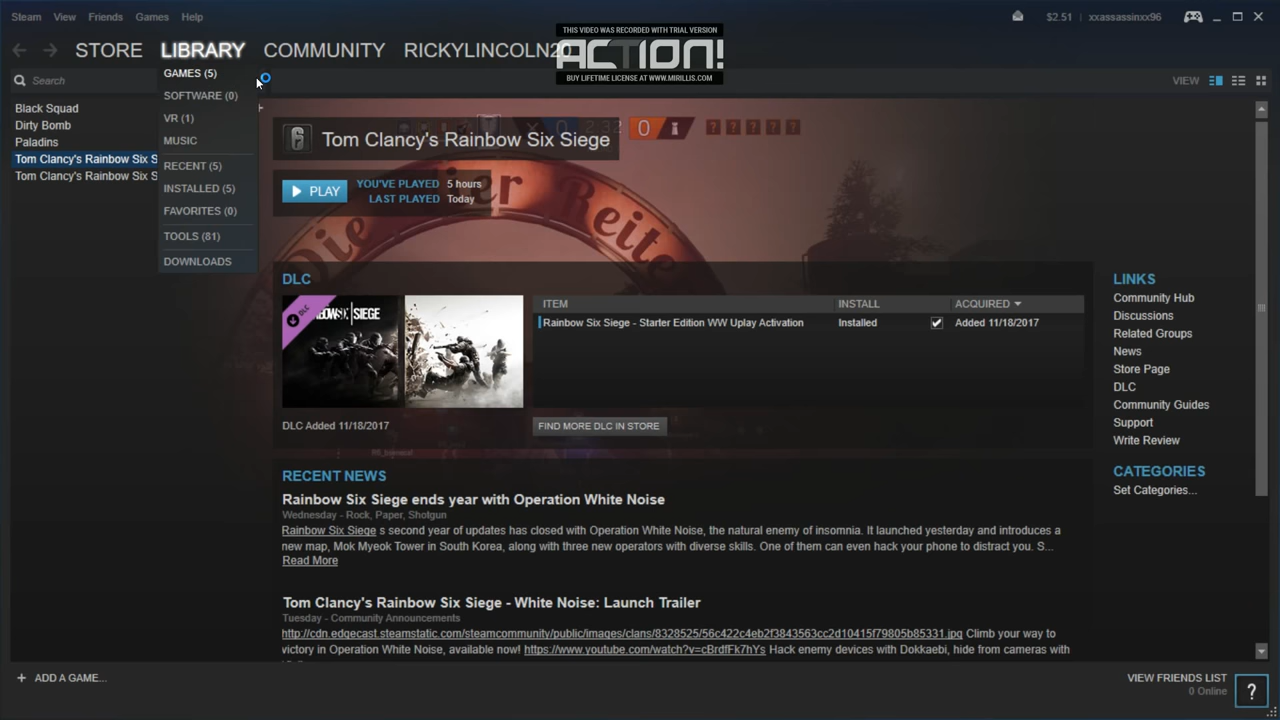 Steam View Friends Games Help
$2.51 xxassassinxx96
THIS VIDEO WAS RECORDED WITH TRIAL VERSION
ACTION!
BUY LIFETIME LICENSE AT WWW.MIRILLIS.COM
STORE LIBRARY COMMUNITY RICKYLINCOLN20
Search
VIEW
GAMES (5)
SOFTWARE (0)
VR (1)
MUSIC
RECENT (5)
INSTALLED (5)
FAVORITES (0)
TOOLS (81)
DOWNLOADS
Black Squad
Dirty Bomb
Paladins
Tom Clancy's Rainbow Six S
Tom Clancy's Rainbow Six S
Tom Clancy's Rainbow Six Siege
0 ? ? ? ? ?
PLAY
YOU'VE PLAYED 5 hours
LAST PLAYED Today
Die Reiter
DLC
DLC
SIEGE
ITEM INSTALL ACQUIRED
Rainbow Six Siege - Starter Edition WW Uplay Activation Installed Added 11/18/2017
DLC Added 11/18/2017
FIND MORE DLC IN STORE
LINKS
Community Hub
Discussions
Related Groups
News
Store Page
DLC
Community Guides
Support
Write Review
CATEGORIES
Set Categories...
RECENT NEWS
Rainbow Six Siege ends year with Operation White Noise
Wednesday - Rock, Paper, Shotgun
Rainbow Six Siege s second year of updates has closed with Operation White Noise, the natural enemy of insomnia. It launched yesterday and introduces a
new map, Mok Myeok Tower in South Korea, along with three new operators with diverse skills. One of them can even hack your phone to distract you. S...
Read More
Tom Clancy's Rainbow Six Siege - White Noise: Launch Trailer
Tuesday - Community Announcements
http://cdn.edgecast.steamstatic.com/steamcommunity/public/images/clans/8328525/56c422c4eb2f3843563cc2d10415f79805b85331.jpg Climb your way to
victory in Operation White Noise, available now! https://www.youtube.com/watch?v=cBrdfFk7hYs Hack enemy devices with Dokkaebi, hide from cameras with
+ ADD A GAME...
VIEW FRIENDS LIST
0 Online
?